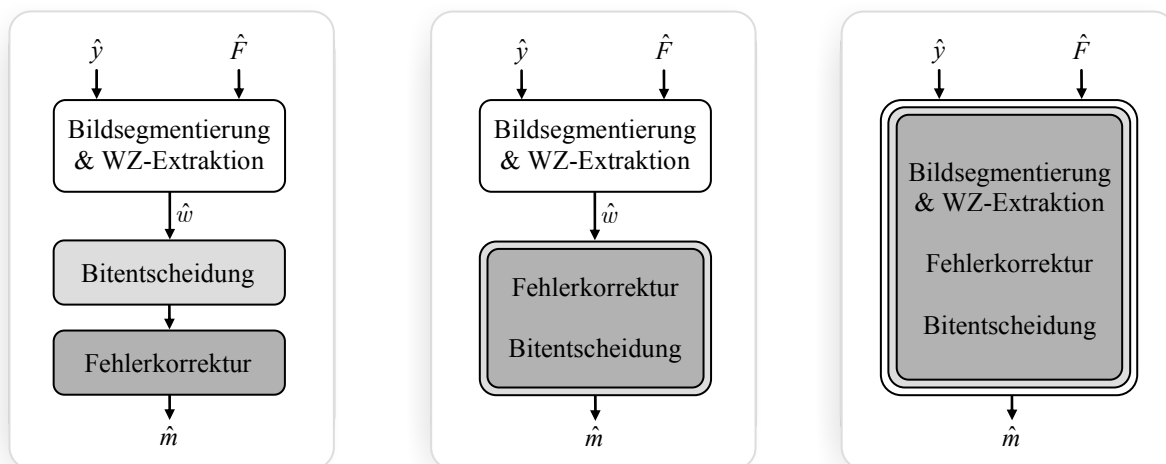 ŷ F̂
Bildsegmentierung
& WZ-Extraktion
ŵ
Bitentscheidung
Fehlerkorrektur
m̂
ŷ F̂
Bildsegmentierung
& WZ-Extraktion
ŵ
Fehlerkorrektur
Bitentscheidung
m̂
ŷ F̂
Bildsegmentierung
& WZ-Extraktion
Fehlerkorrektur
Bitentscheidung
m̂